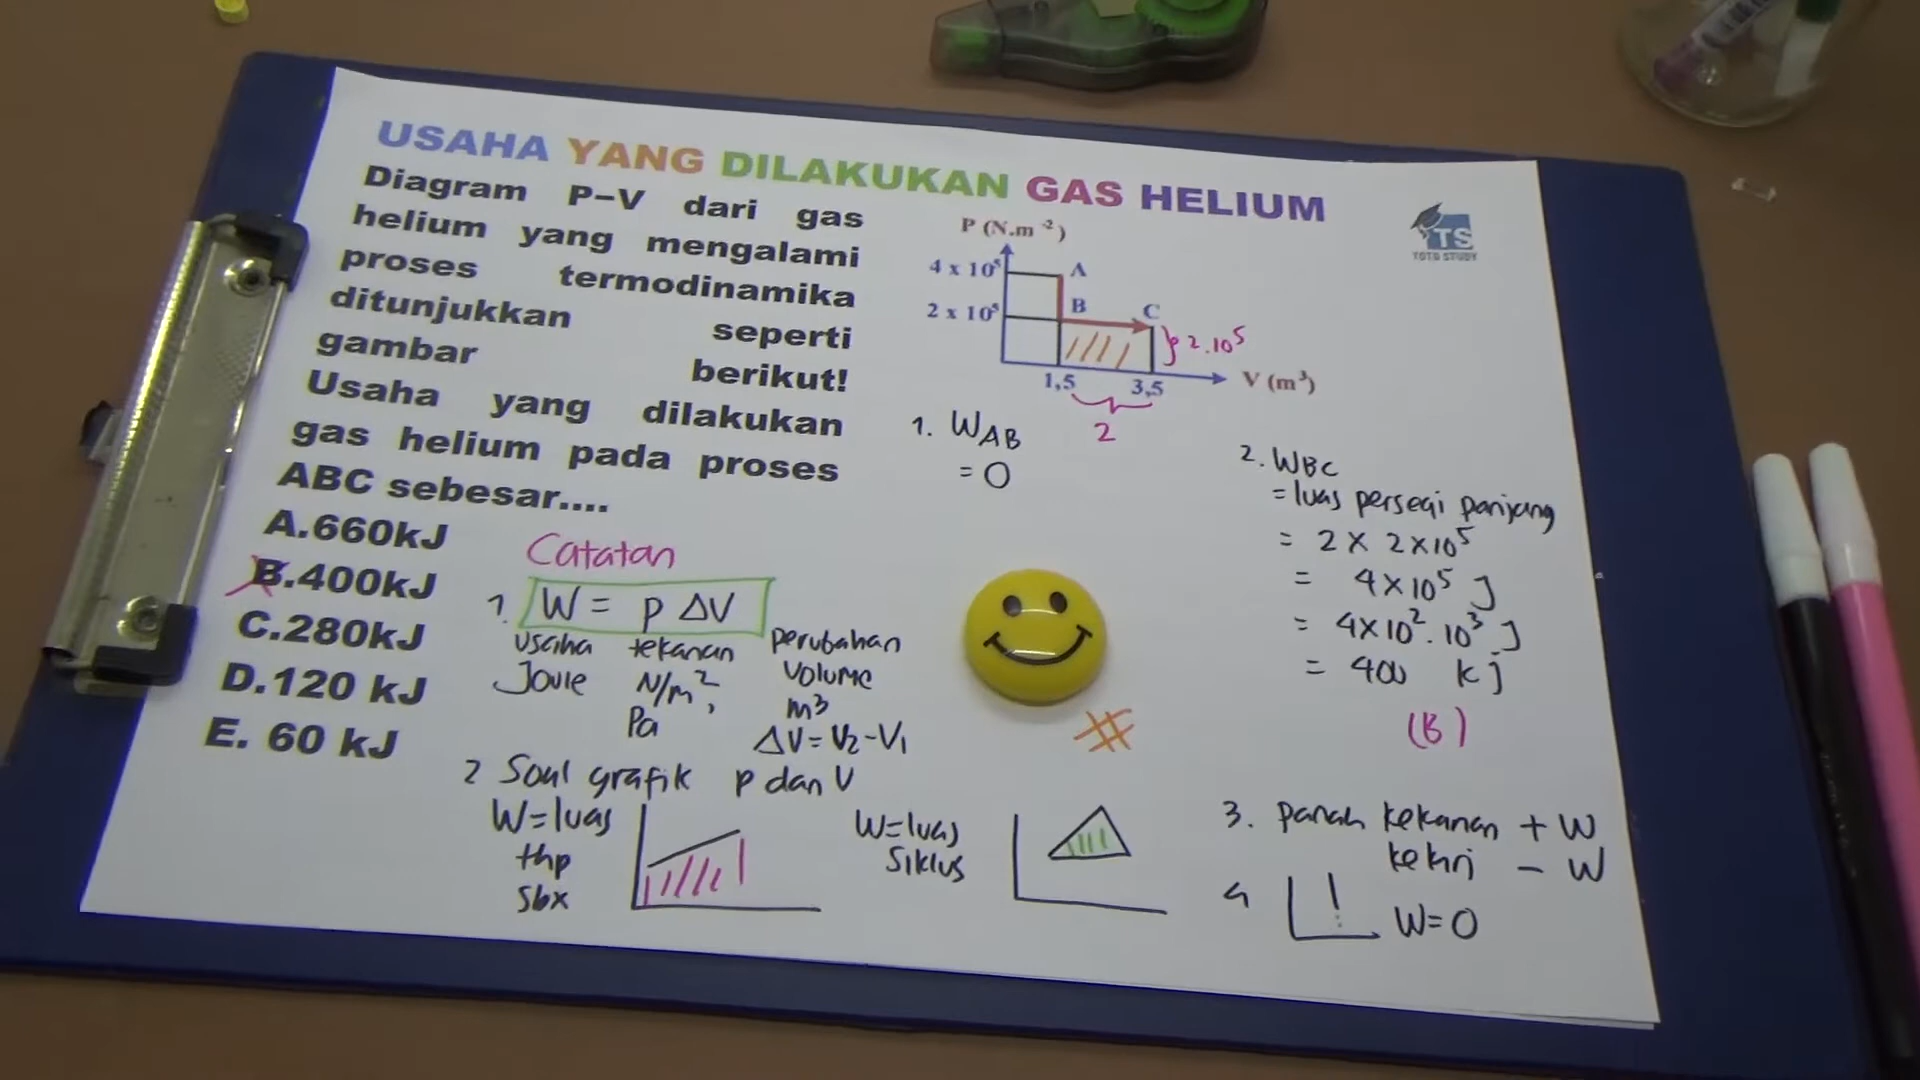 USAHA YANG DILAKUKAN GAS HELIUM
Diagram P-V dari gas
helium yang mengalami
proses termodinamika
ditunjukkan seperti
gambar berikut!
Usaha yang dilakukan
gas helium pada proses
ABC sebesar....
A.660kJ
B.400kJ
C.280kJ
D.120 kJ
E. 60 kJ
P (N.m⁻²)
4 x 10⁵
A
2 x 10⁵
B
C
} 2.10⁵
1,5
3,5
V (m³)
2
TS
YOTO STUDY
1. WAB
= 0
2. WBC
= luas persegi panjang
= 2 x 2x10⁵
= 4x10⁵ J
= 4x10².10³ J
= 400 kj
(B)
Catatan
1. W = p ΔV
usaha tekanan perubahan
Joule N/m², volume
Pa m³
ΔV = V2-V1
2 Soal grafik p dan V
W=luas
thp
sbx
W=luas
siklus
3. panah kekanan + W
kekiri - W
4 W=0